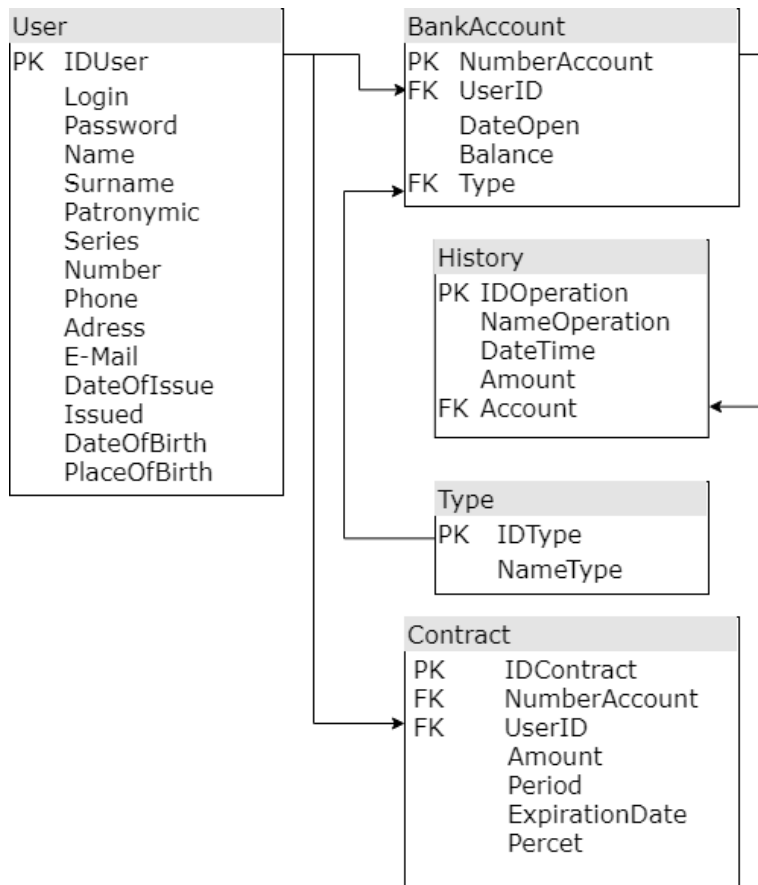 User
PK IDUser
Login
Password
Name
Surname
Patronymic
Series
Number
Phone
Adress
E-Mail
DateOfIssue
Issued
DateOfBirth
PlaceOfBirth
BankAccount
PK NumberAccount
FK UserID
DateOpen
Balance
FK Type
History
PK IDOperation
NameOperation
DateTime
Amount
FK Account
Type
PK IDType
NameType
Contract
PK IDContract
FK NumberAccount
FK UserID
Amount
Period
ExpirationDate
Percet